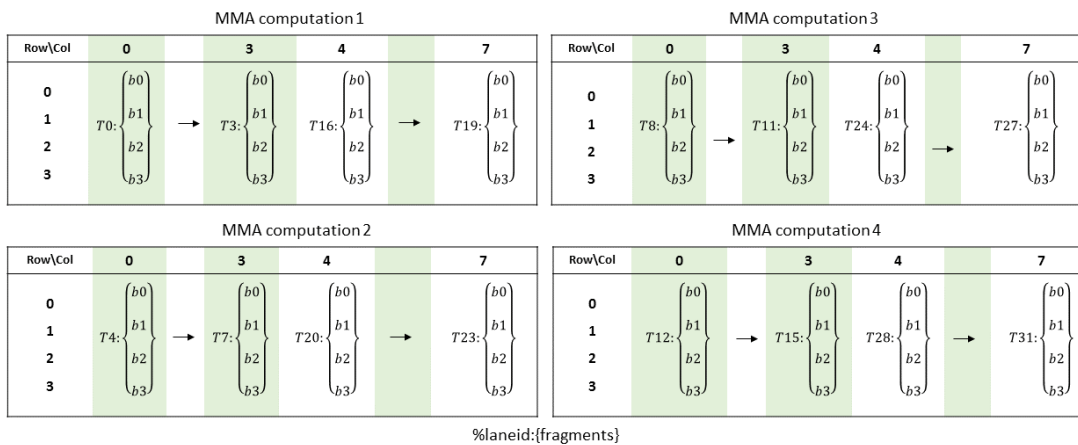 MMA computation 1
Row\Col 0 3 4 7
0
1
2
3
T0: {b0 b1 b2 b3} → T3: {b0 b1 b2 b3} T16: {b0 b1 b2 b3} → T19: {b0 b1 b2 b3}
MMA computation 3
Row\Col 0 3 4 7
0
1
2
3
T8: {b0 b1 b2 b3} → T11: {b0 b1 b2 b3} T24: {b0 b1 b2 b3} → T27: {b0 b1 b2 b3}
MMA computation 2
Row\Col 0 3 4 7
0
1
2
3
T4: {b0 b1 b2 b3} → T7: {b0 b1 b2 b3} T20: {b0 b1 b2 b3} → T23: {b0 b1 b2 b3}
MMA computation 4
Row\Col 0 3 4 7
0
1
2
3
T12: {b0 b1 b2 b3} → T15: {b0 b1 b2 b3} T28: {b0 b1 b2 b3} → T31: {b0 b1 b2 b3}
%laneid:{fragments}